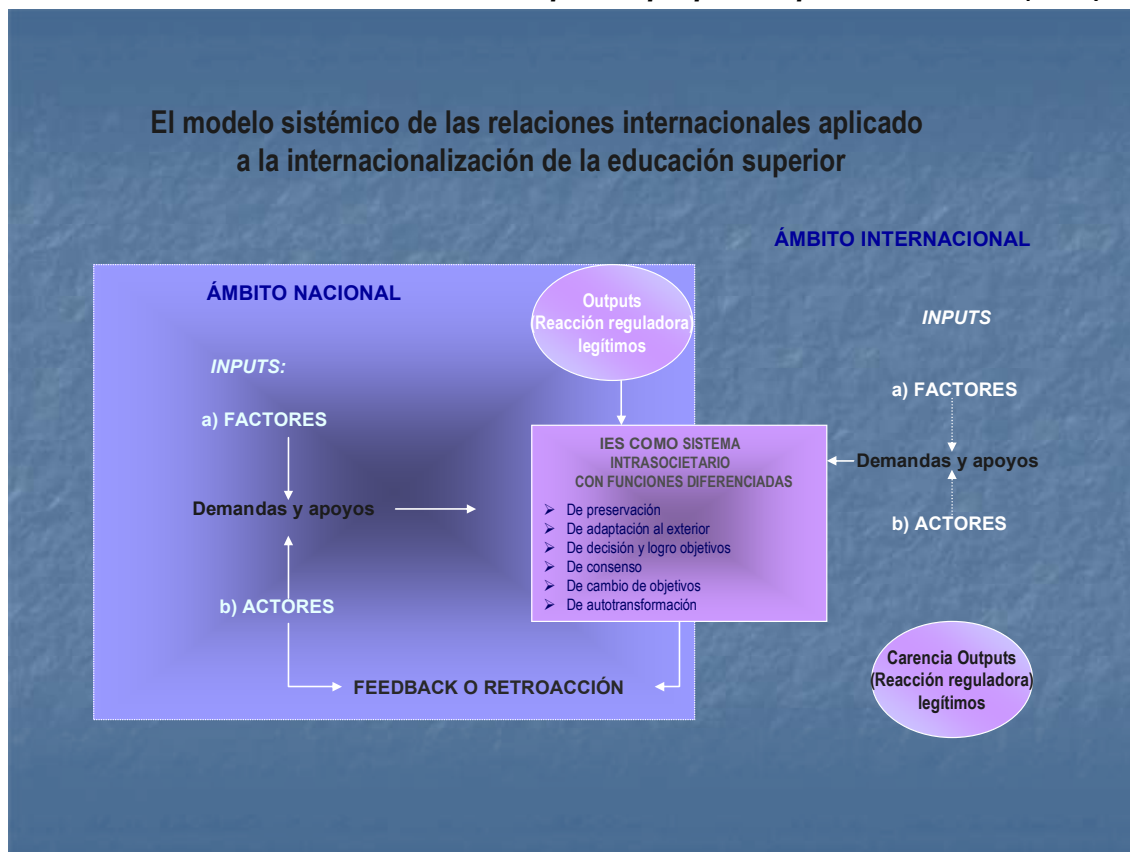 El modelo sistémico de las relaciones internacionales aplicado
a la internacionalización de la educación superior
ÁMBITO INTERNACIONAL
ÁMBITO NACIONAL
Outputs
(Reacción reguladora)
legítimos
INPUTS
INPUTS:
a) FACTORES
a) FACTORES
IES COMO SISTEMA
INTRASOCIETARIO
CON FUNCIONES DIFERENCIADAS
Demandas y apoyos
Demandas y apoyos
➢ De preservación
➢ De adaptación al exterior
➢ De decisión y logro objetivos
➢ De consenso
➢ De cambio de objetivos
➢ De autotransformación
b) ACTORES
b) ACTORES
FEEDBACK O RETROACCIÓN
Carencia Outputs
(Reacción reguladora)
legítimos